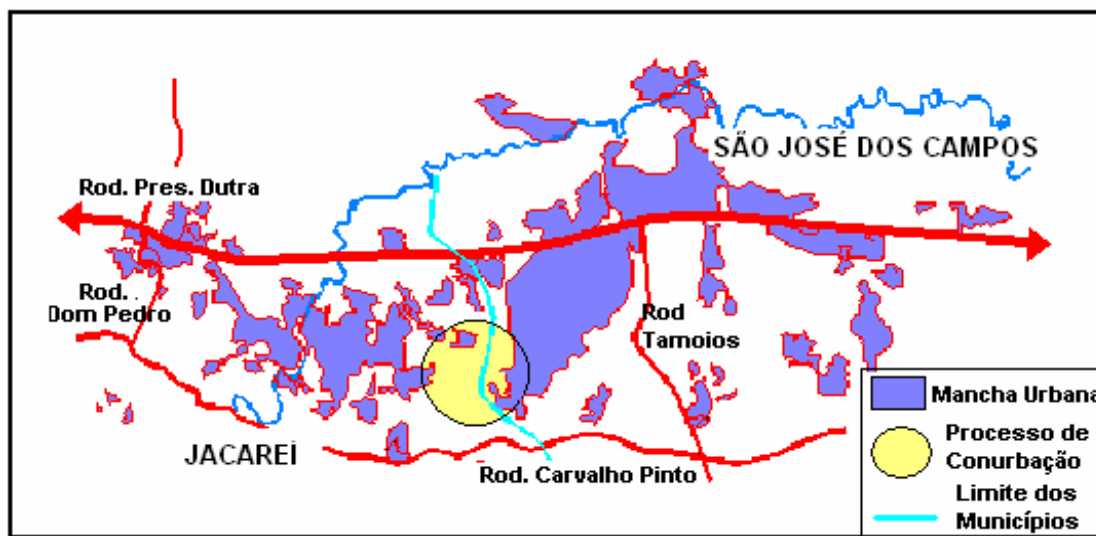 SÃO JOSÉ DOS CAMPOS
Rod. Pres. Dutra
Rod.
Dom Pedro
Rod
Tamoios
JACAREÍ
Rod. Carvalho Pinto
Mancha Urbana
Processo de
Conurbação
Limite dos
Municípios